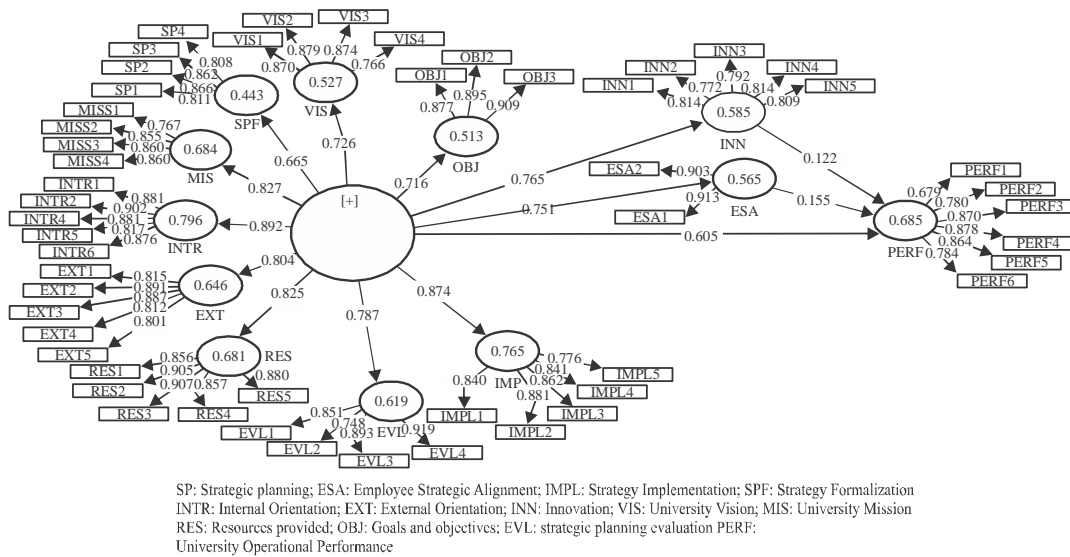 VIS2
VIS3
SP4
VIS1
VIS4
SP3
SP2
SP1
0.808
0.862
0.866
0.811
0.870
0.879
0.874
0.766
0.443
SPF
0.527
VIS
OBJ1
OBJ2
OBJ3
0.877
0.895
0.909
0.513
OBJ
INN1
INN2
INN3
INN4
INN5
0.814
0.772
0.792
0.814
0.809
0.585
INN
MISS1
MISS2
MISS3
MISS4
0.767
0.855
0.860
0.860
0.684
MIS
0.665
0.726
0.716
0.827
0.765
0.122
ESA2
0.903
0.913
ESA1
0.565
ESA
0.751
0.155
INTR1
INTR2
INTR4
INTR5
INTR6
0.881
0.902
0.881
0.817
0.876
0.796
INTR
0.892
[+]
0.605
0.685
PERF
0.679
0.780
0.870
0.878
0.864
0.784
PERF1
PERF2
PERF3
PERF4
PERF5
PERF6
EXT1
EXT2
EXT3
EXT4
EXT5
0.815
0.891
0.887
0.812
0.801
0.646
EXT
0.804
0.825
0.787
0.874
RES1
RES2
RES3
RES4
RES5
0.856
0.905
0.907
0.857
0.880
0.681
RES
EVL1
EVL2
EVL3
EVL4
0.851
0.748
0.893
0.919
0.619
EVL
0.765
IMP
0.840
0.881
0.862
0.841
0.776
IMPL1
IMPL2
IMPL3
IMPL4
IMPL5
SP: Strategic planning; ESA: Employee Strategic Alignment; IMPL: Strategy Implementation; SPF: Strategy Formalization
INTR: Internal Orientation; EXT: External Orientation; INN: Innovation; VIS: University Vision; MIS: University Mission
RES: Resources provided; OBJ: Goals and objectives; EVL: strategic planning evaluation PERF:
University Operational Performance